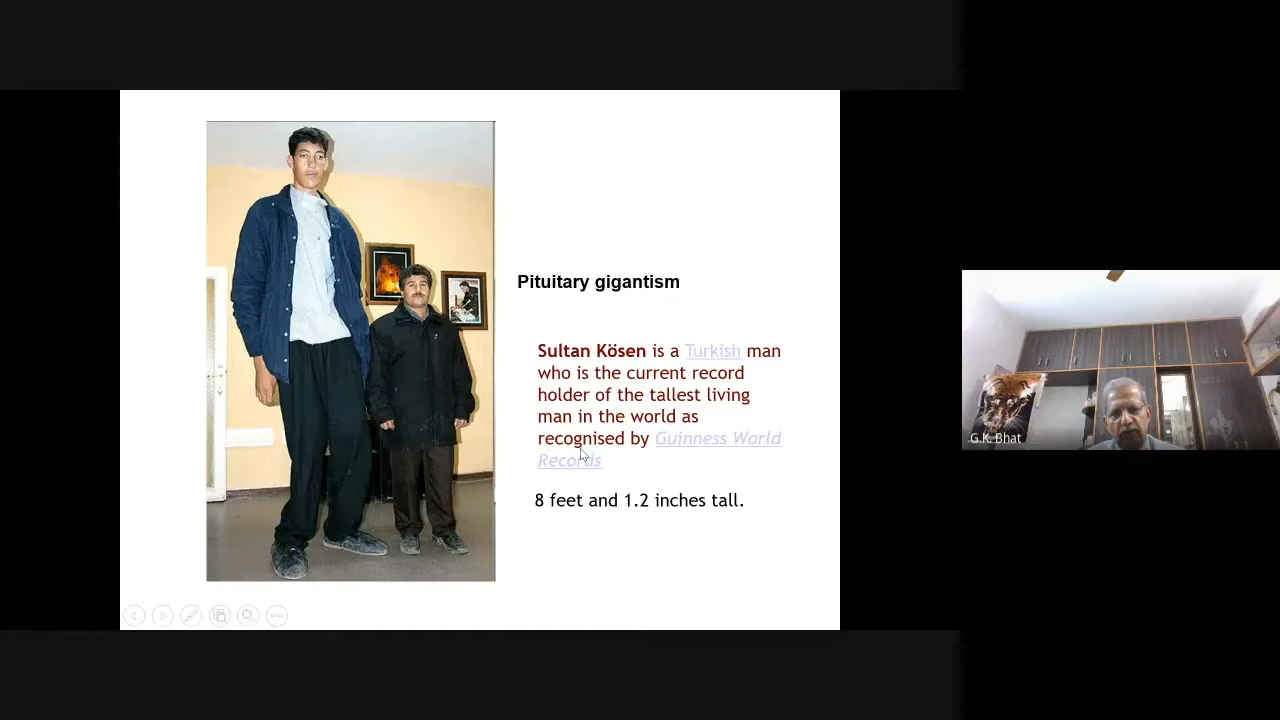 Pituitary gigantism
Sultan Kösen is a Turkish man
who is the current record
holder of the tallest living
man in the world as
recognised by Guinness World
Records
8 feet and 1.2 inches tall.
G.K. Bhat